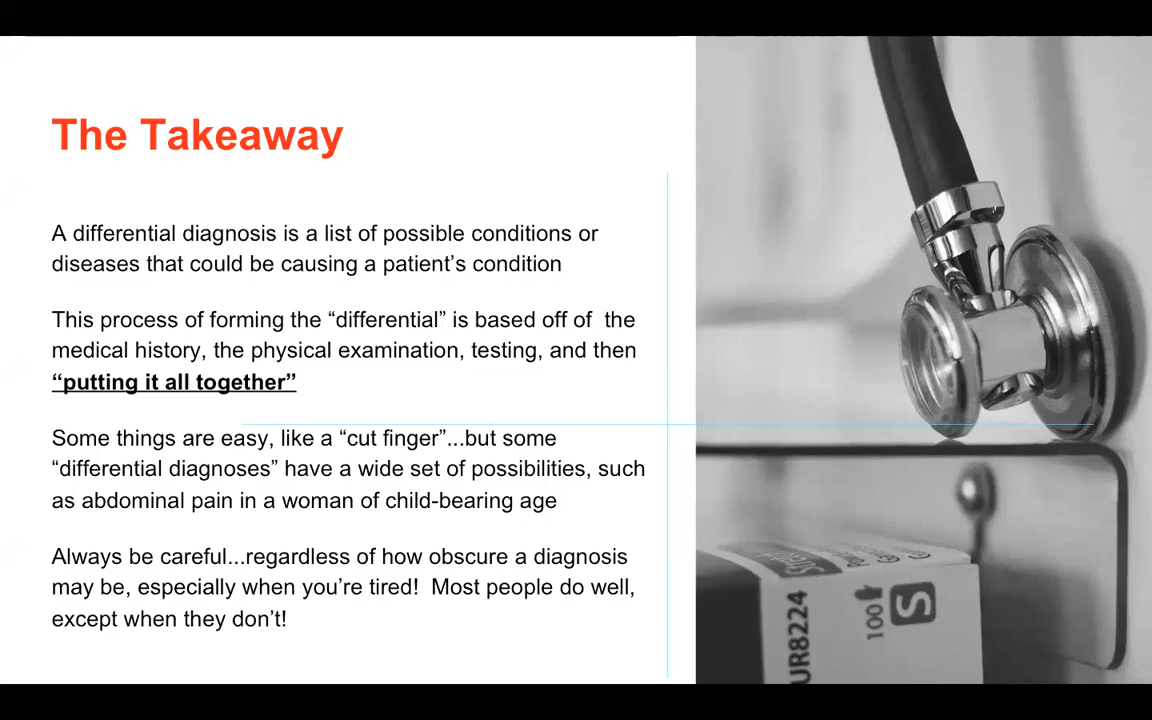 The Takeaway
A differential diagnosis is a list of possible conditions or
diseases that could be causing a patient’s condition
This process of forming the “differential” is based off of  the
medical history, the physical examination, testing, and then
“putting it all together”
Some things are easy, like a “cut finger”...but some
“differential diagnoses” have a wide set of possibilities, such
as abdominal pain in a woman of child-bearing age
Always be careful...regardless of how obscure a diagnosis
may be, especially when you’re tired!  Most people do well,
except when they don’t!
UR8224
100
S